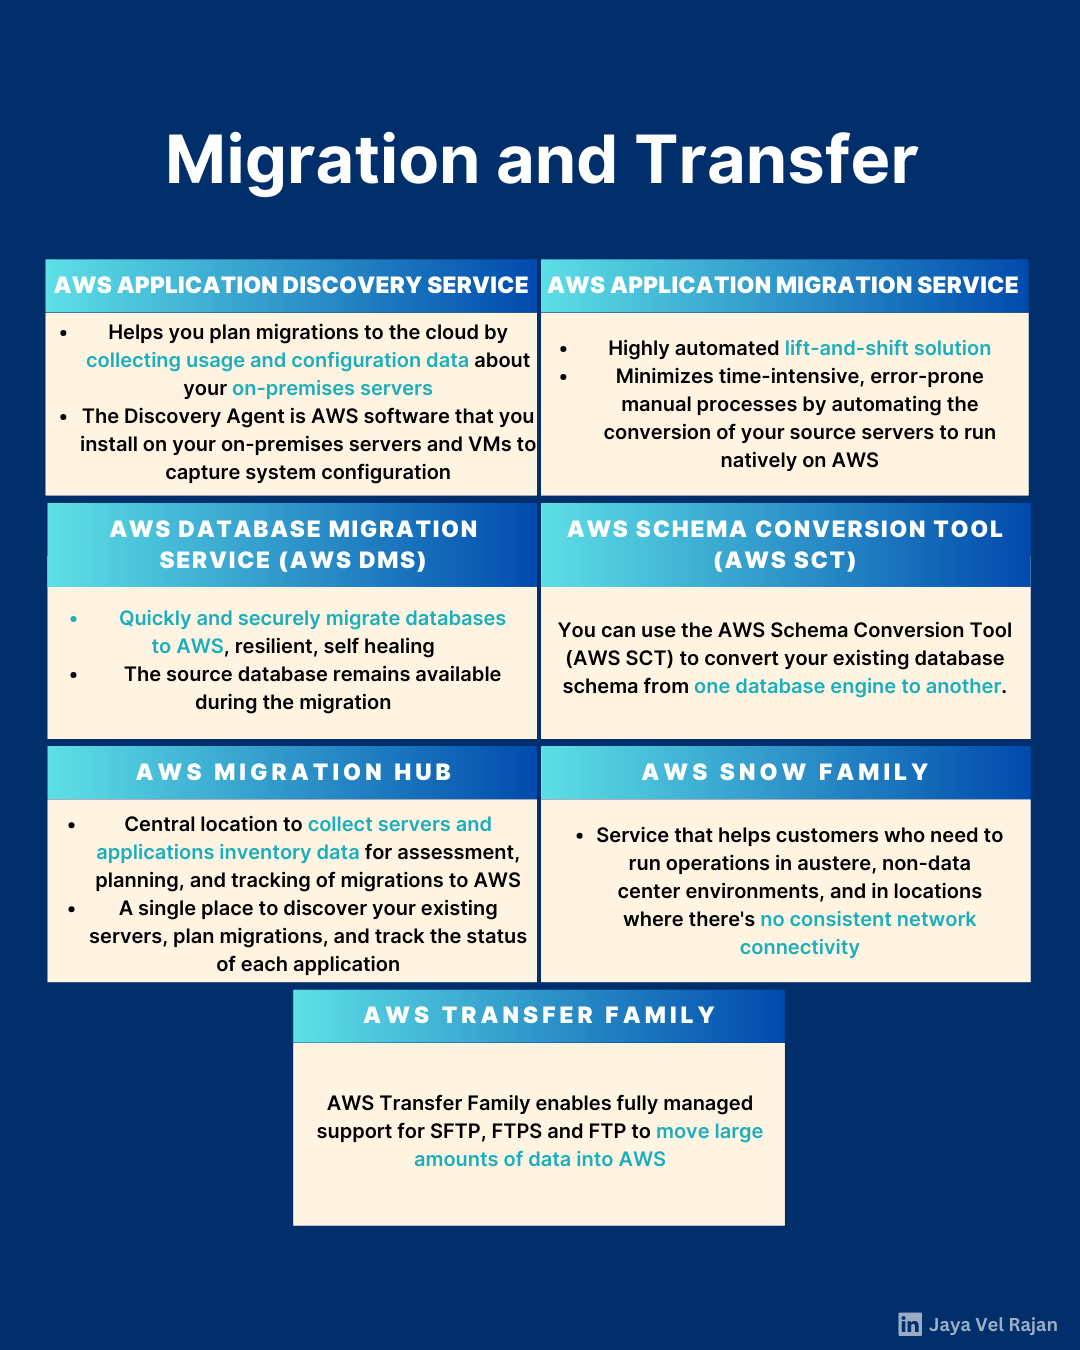 Migration and Transfer
AWS APPLICATION DISCOVERY SERVICE
• Helps you plan migrations to the cloud by
collecting usage and configuration data about
your on-premises servers
• The Discovery Agent is AWS software that you
install on your on-premises servers and VMs to
capture system configuration
AWS APPLICATION MIGRATION SERVICE
• Highly automated lift-and-shift solution
• Minimizes time-intensive, error-prone
manual processes by automating the
conversion of your source servers to run
natively on AWS
AWS DATABASE MIGRATION
SERVICE (AWS DMS)
• Quickly and securely migrate databases
to AWS, resilient, self healing
• The source database remains available
during the migration
AWS SCHEMA CONVERSION TOOL
(AWS SCT)
You can use the AWS Schema Conversion Tool
(AWS SCT) to convert your existing database
schema from one database engine to another.
AWS MIGRATION HUB
• Central location to collect servers and
applications inventory data for assessment,
planning, and tracking of migrations to AWS
• A single place to discover your existing
servers, plan migrations, and track the status
of each application
AWS SNOW FAMILY
• Service that helps customers who need to
run operations in austere, non-data
center environments, and in locations
where there's no consistent network
connectivity
AWS TRANSFER FAMILY
AWS Transfer Family enables fully managed
support for SFTP, FTPS and FTP to move large
amounts of data into AWS
in Jaya Vel Rajan